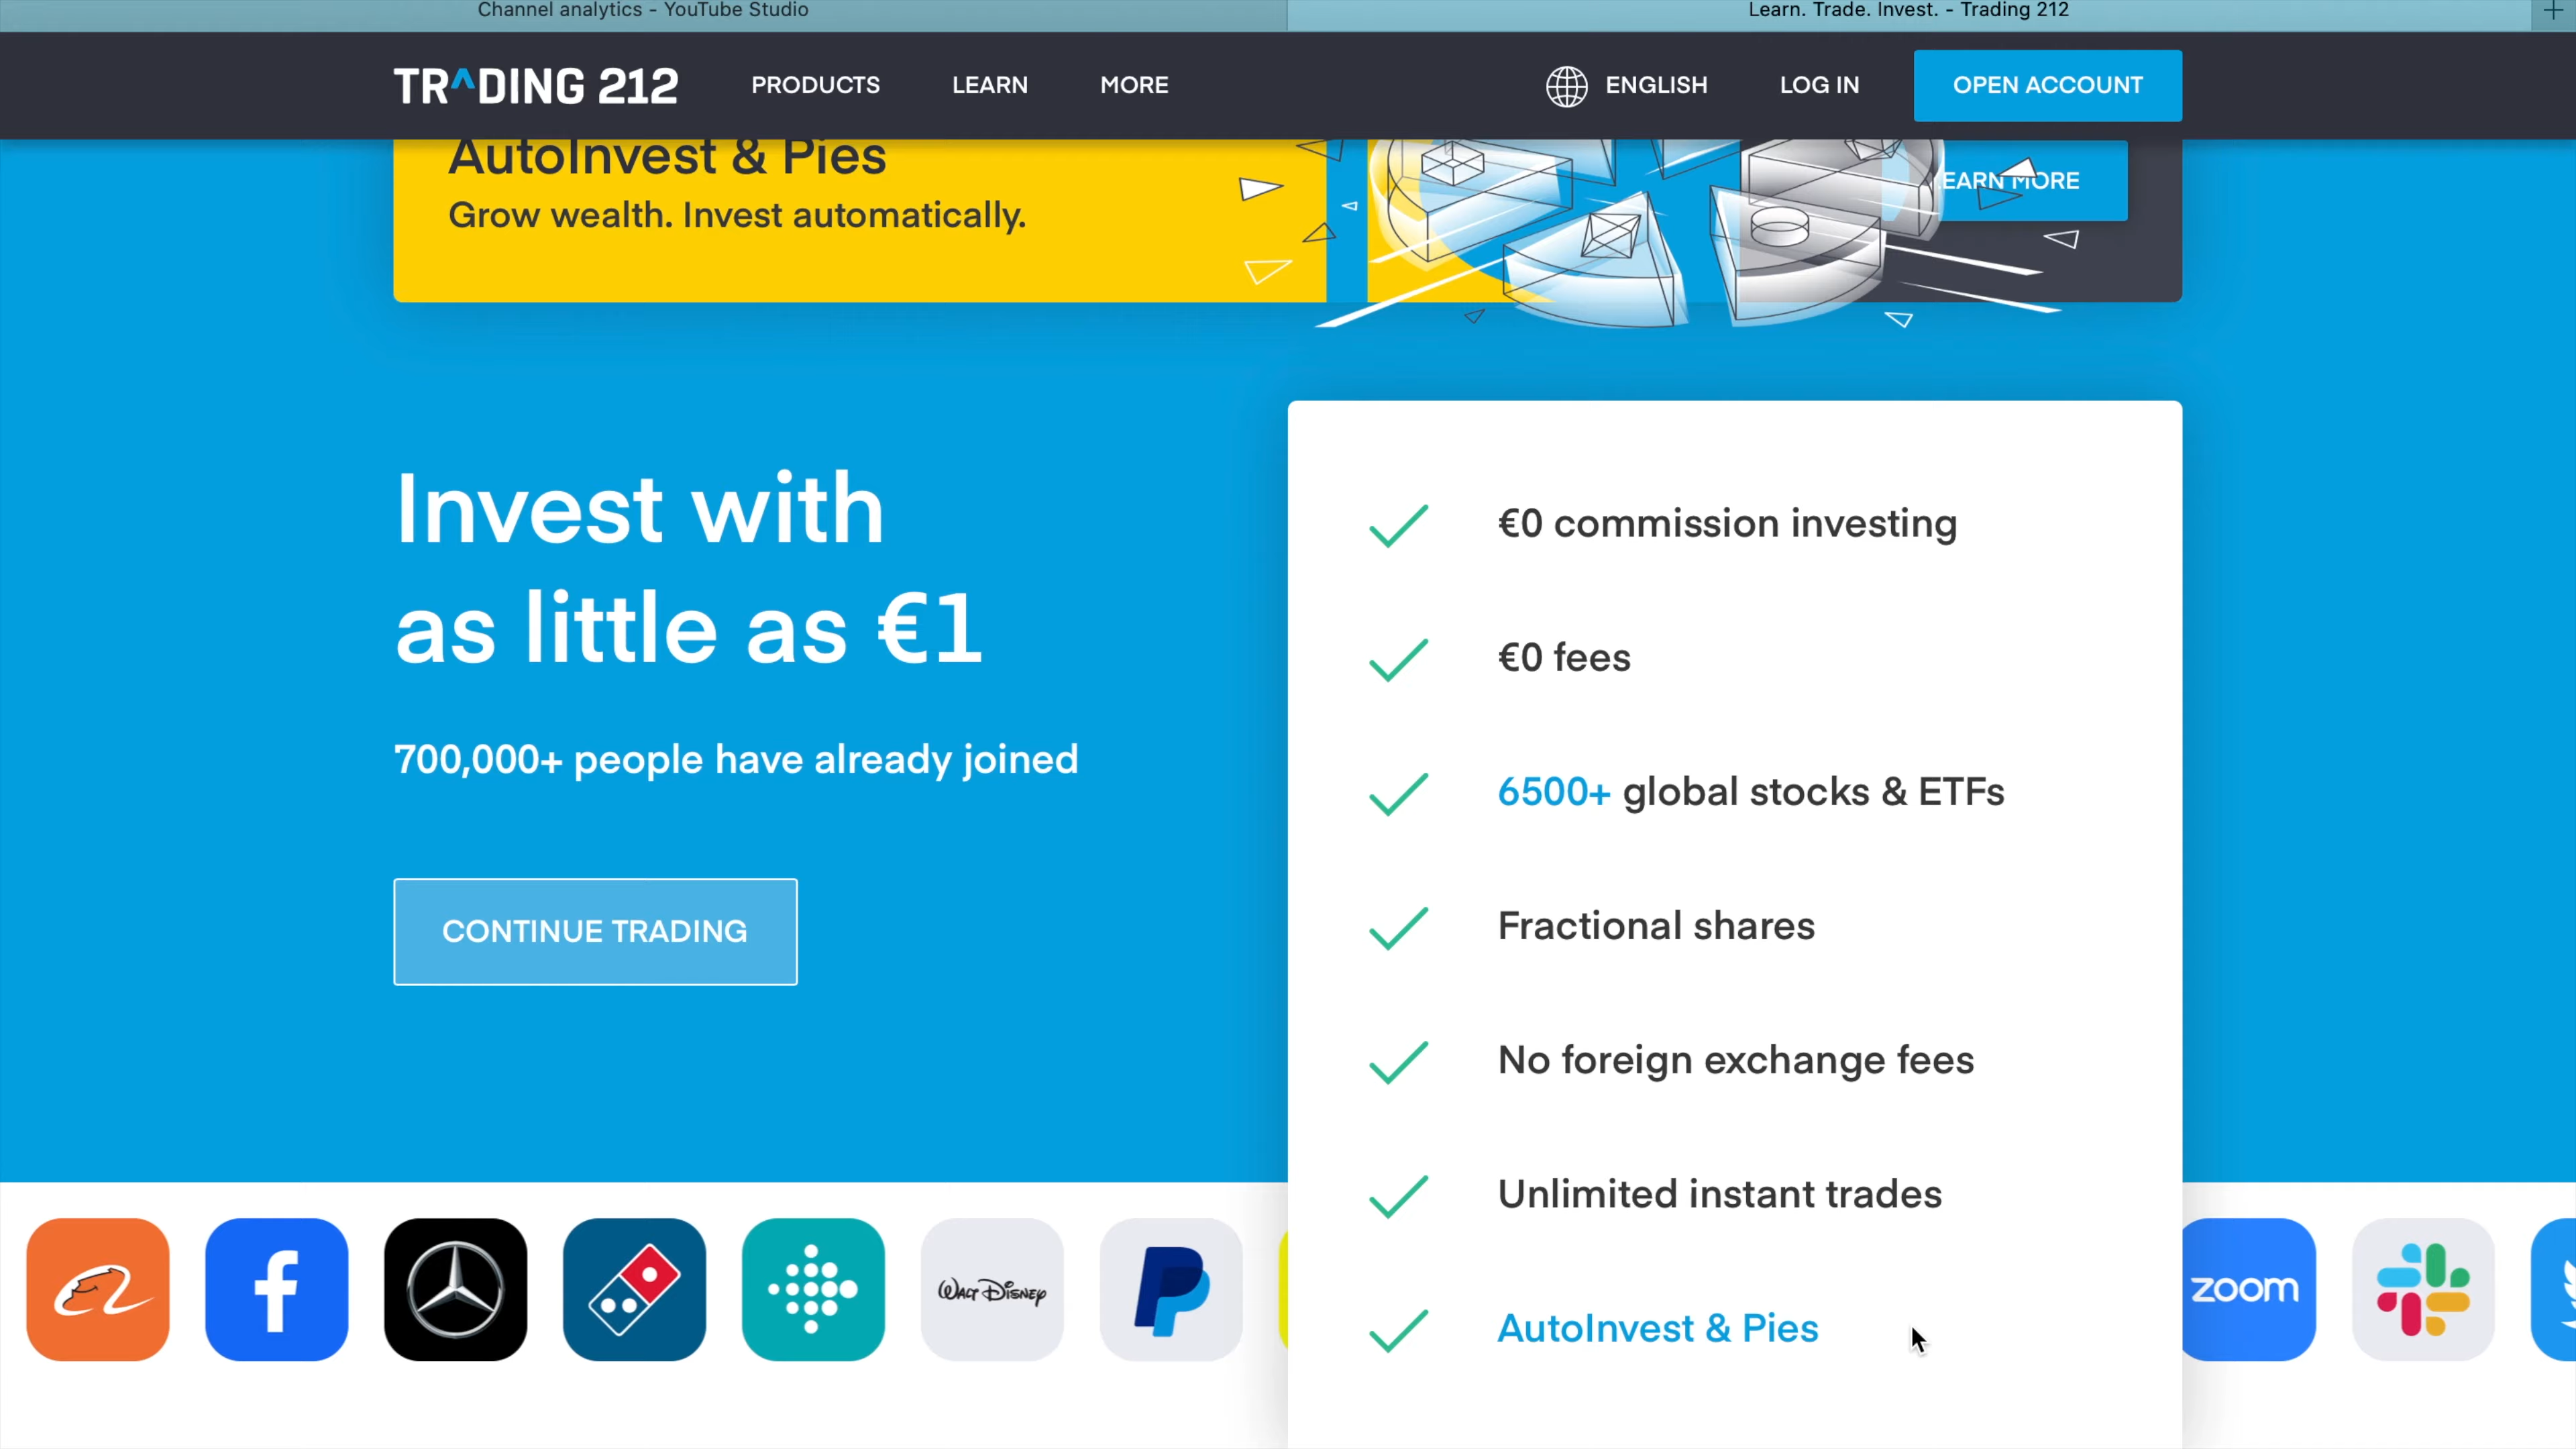 Channel analytics - YouTube Studio
Learn. Trade. Invest. - Trading 212
TRADING 212
PRODUCTS
LEARN
MORE
ENGLISH
LOG IN
OPEN ACCOUNT
AutoInvest & Pies
Grow wealth. Invest automatically.
EARN MORE
Invest with
as little as €1
700,000+ people have already joined
CONTINUE TRADING
€0 commission investing
€0 fees
6500+ global stocks & ETFs
Fractional shares
No foreign exchange fees
Unlimited instant trades
AutoInvest & Pies
WALT DISNEY
zoom